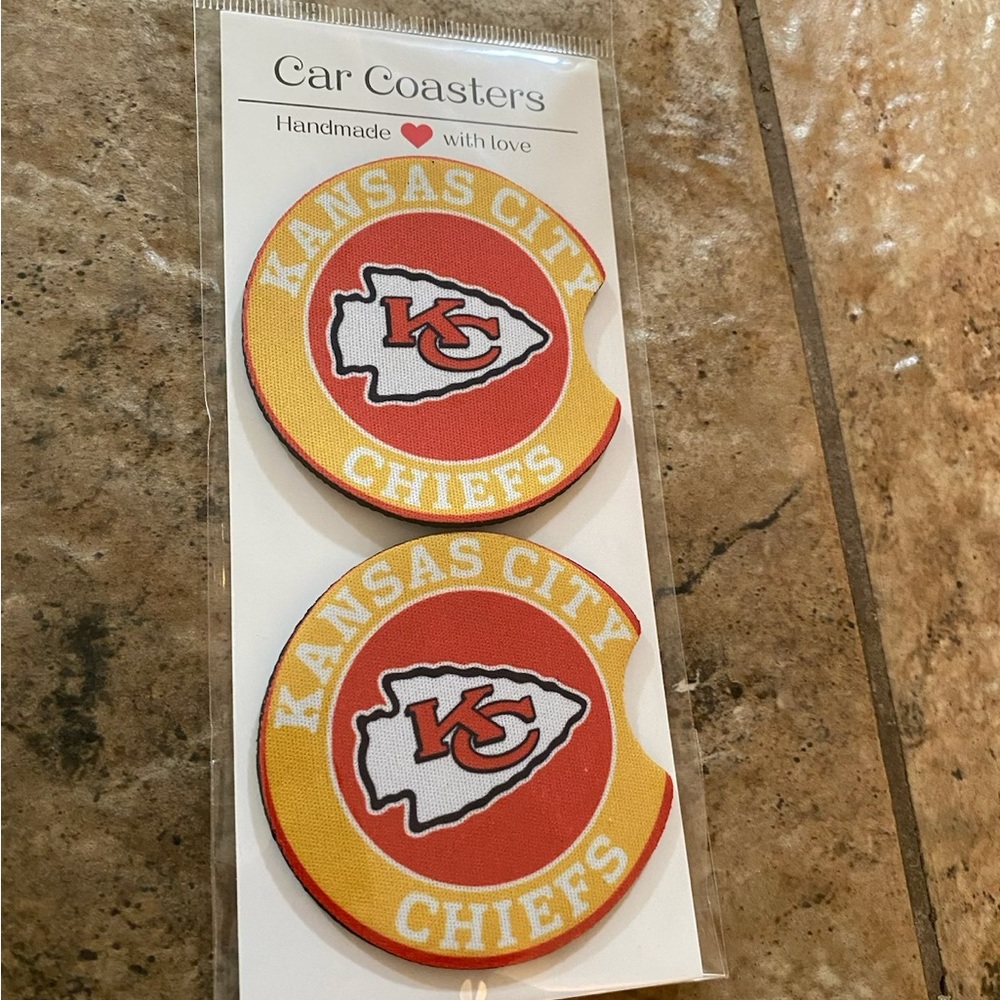 Car Coasters
Handmade ❤ with love
KANSAS CITY
KC
CHIEFS
KANSAS CITY
KC
CHIEFS